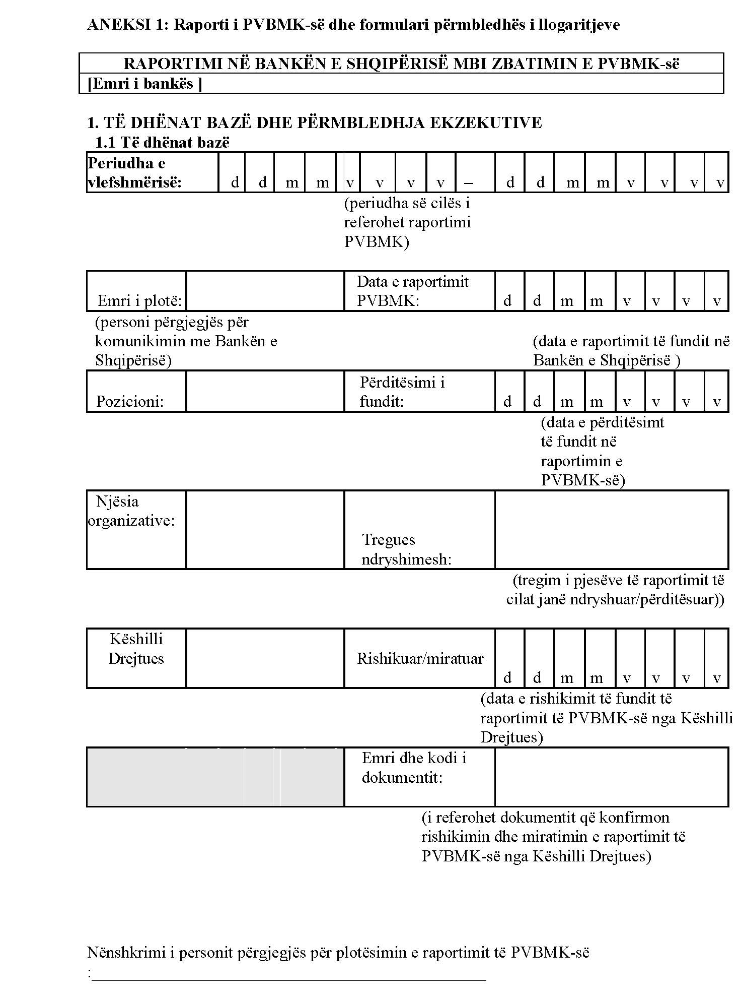 ANEKSI 1: Raporti i PVBMK-së dhe formulari përmbledhës i llogaritjeve
RAPORTIMI NË BANKËN E SHQIPËRISË MBI ZBATIMIN E PVBMK-së
[Emri i bankës ]
1. TË DHËNAT BAZË DHE PËRMBLEDHJA EKZEKUTIVE
1.1 Të dhënat bazë
Periudha e
vlefshmërisë: d d m m v v v v – d d m m v v v v
(periudha së cilës i
referohet raportimi
PVBMK)
Data e raportimit
Emri i plotë: PVBMK: d d m m v v v v
(personi përgjegjës për
komunikimin me Bankën e
Shqipërisë)
(data e raportimit të fundit në
Bankën e Shqipërisë )
Përditësimi i
Pozicioni: fundit: d d m m v v v v
(data e përditësimt
të fundit në
raportimin e
PVBMK-së)
Njësia
organizative:
Tregues
ndryshimesh:
(tregim i pjesëve të raportimit të
cilat janë ndryshuar/përditësuar))
Këshilli
Drejtues Rishikuar/miratuar
d d m m v v v v
(data e rishikimit të fundit të
raportimit të PVBMK-së nga Këshilli
Drejtues)
Emri dhe kodi i
dokumentit:
(i referohet dokumentit që konfirmon
rishikimin dhe miratimin e raportimit të
PVBMK-së nga Këshilli Drejtues)
Nënshkrimi i personit përgjegjës për plotësimin e raportimit të PVBMK-së
:_______________________________________________